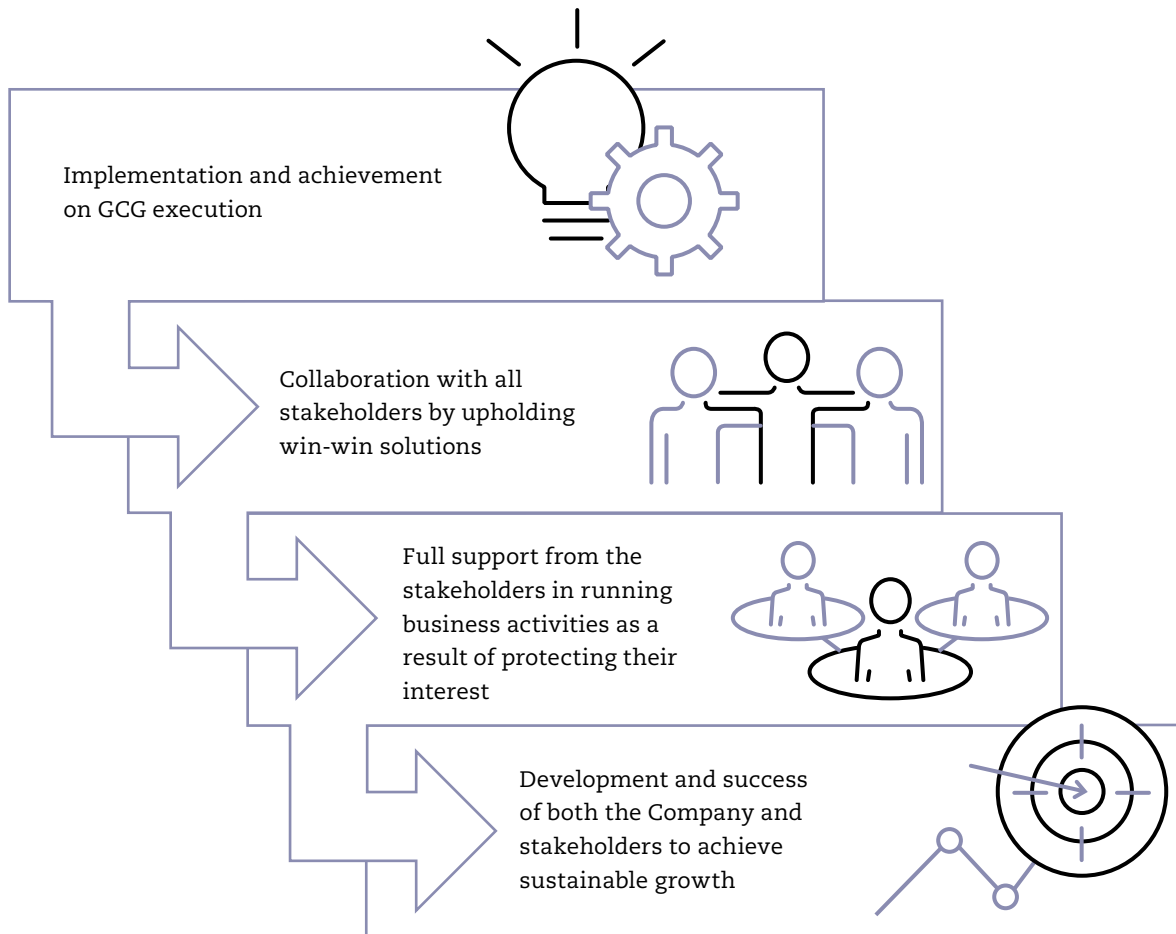 Implementation and achievement
on GCG execution
Collaboration with all
stakeholders by upholding
win-win solutions
Full support from the
stakeholders in running
business activities as a
result of protecting their
interest
Development and success
of both the Company and
stakeholders to achieve
sustainable growth